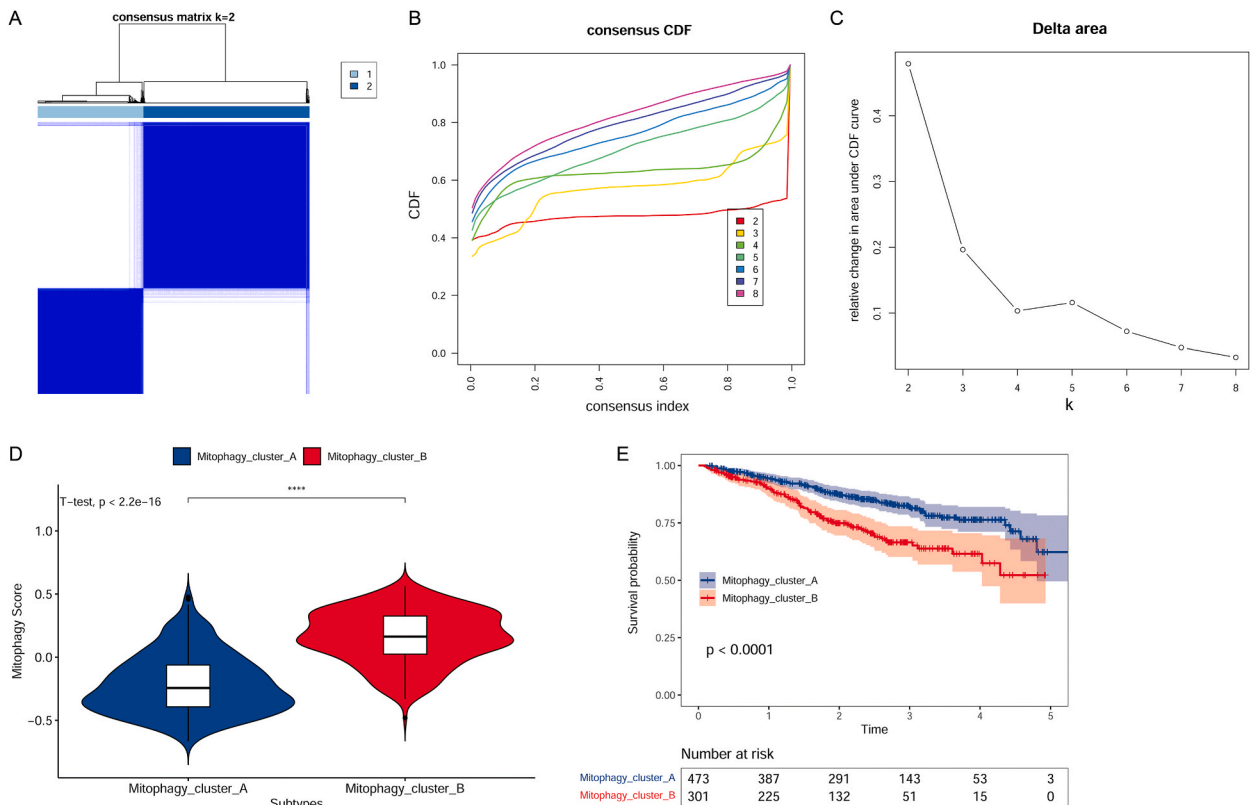 A
consensus matrix k=2
1
2
B
consensus CDF
CDF
1.0
0.8
0.6
0.4
0.2
0.0
2
3
4
5
6
7
8
0.0
0.2
0.4
0.6
0.8
1.0
consensus index
C
Delta area
relative change in area under CDF curve
0.4
0.3
0.2
0.1
2
3
4
5
6
7
8
k
D
Mitophagy_cluster_A
Mitophagy_cluster_B
T-test, p < 2.2e-16
****
Mitophagy Score
1.0
0.5
0.0
−0.5
Mitophagy_cluster_A
Mitophagy_cluster_B
Subtypes
E
Survival probability
1.00
0.75
0.50
0.25
0.00
Mitophagy_cluster_A
Mitophagy_cluster_B
p < 0.0001
0
1
2
3
4
5
Time
Number at risk
Mitophagy_cluster_A 473 387 291 143 53 3
Mitophagy_cluster_B 301 225 132 51 15 0